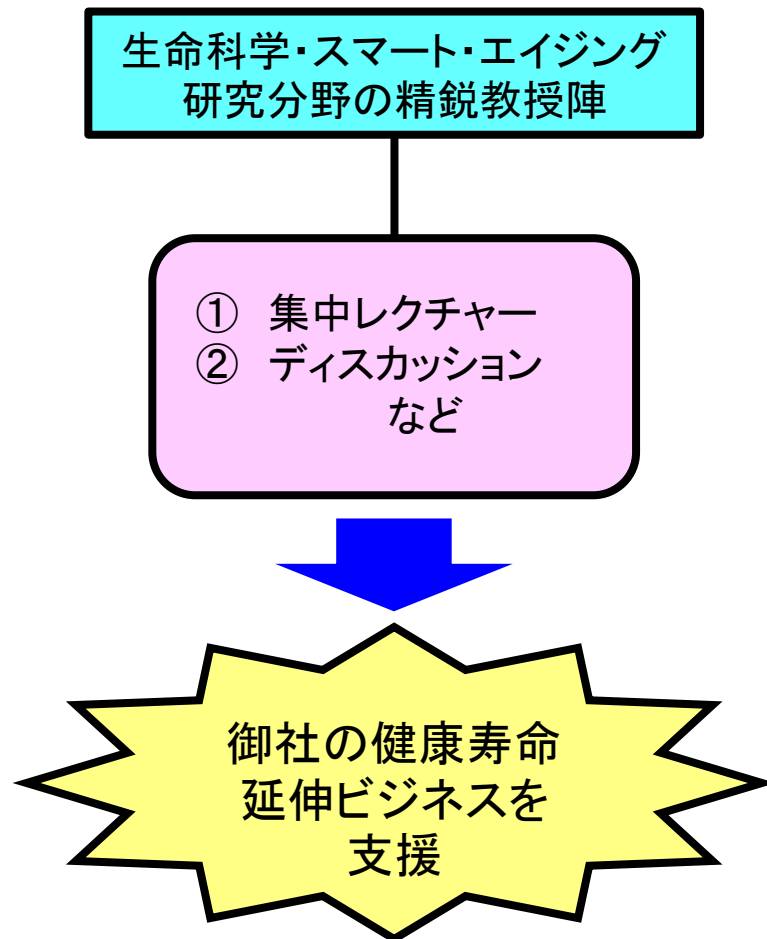 生命科学・スマート・エイジング
研究分野の精鋭教授陣
① 集中レクチャー
② ディスカッション
など
御社の健康寿命
延伸ビジネスを
支援